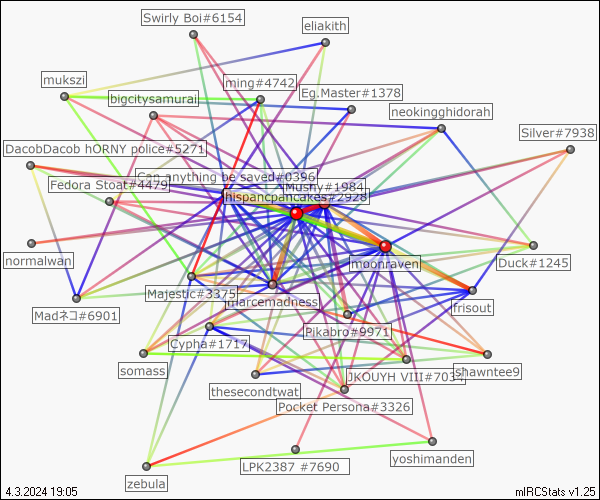 Swirly Boi#6154
eliakith
mukszi
ming#4742
Eg.Master#1378
bigcitysamurai
neokingghidorah
Silver#7938
DacobDacob hORNY police#5271
Can anything be saved#0396
Fedora Stoat#4479
Mushy#1984
hispancpancakes#2928
normalwan
moonraven
Duck#1245
Majestic#3375
marcemadness
Madネコ#6901
frisout
Pikabro#9971
Cypha#1717
somass
JKOUYH VIII#7034
shawntee9
thesecondtwat
Pocket Persona#3326
LPK2387 #7690
yoshimanden
zebula
4.3.2024 19:05
mIRCStats v1.25